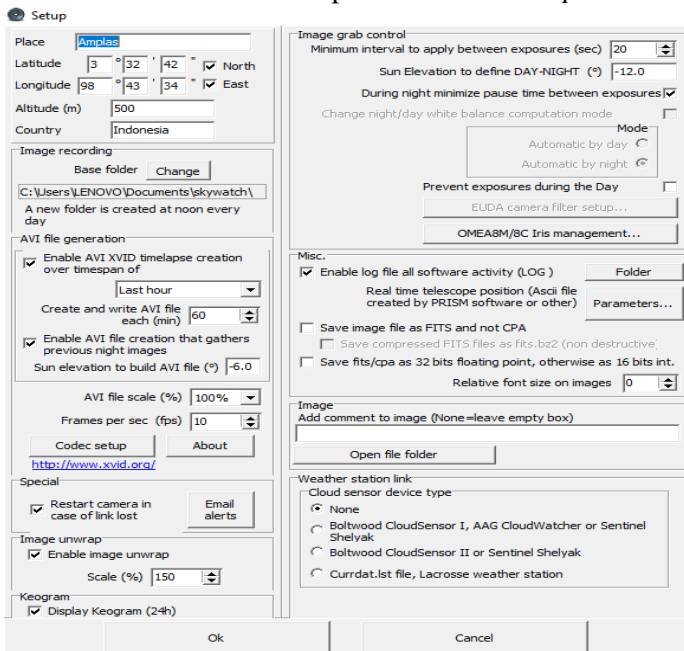 Setup
Place Amplas
Latitude 3 ° 32 ' 42 " North
Longitude 98 ° 43 ' 34 " East
Altitude (m) 500
Country Indonesia
Image recording
Base folder Change
C:\Users\LENOVO\Documents\skywatch\
A new folder is created at noon every
day
AVI file generation
Enable AVI XVID timelapse creation
over timespan of
Last hour
Create and write AVI file
each (min) 60
Enable AVI file creation that gathers
previous night images
Sun elevation to build AVI file (°) -6.0
AVI file scale (%) 100%
Frames per sec (fps) 10
Codec setup About
http://www.xvid.org/
Special
Restart camera in
case of link lost
Email
alerts
Image unwrap
Enable image unwrap
Scale (%) 150
Keogram
Display Keogram (24h)
Image grab control
Minimum interval to apply between exposures (sec) 20
Sun Elevation to define DAY-NIGHT (°) -12.0
During night minimize pause time between exposures
Change night/day white balance computation mode
Mode
Automatic by day
Automatic by night
Prevent exposures during the Day
EUDA camera filter setup...
OMEA8M/8C Iris management...
Misc.
Enable log file all software activity (LOG ) Folder
Real time telescope position (Ascii file
created by PRISM software or other) Parameters...
Save image file as FITS and not CPA
Save compressed FITS files as fits.bz2 (non destructive)
Save fits/cpa as 32 bits floating point, otherwise as 16 bits int.
Relative font size on images 0
Image
Add comment to image (None=leave empty box)
Open file folder
Weather station link
Cloud sensor device type
None
Boltwood CloudSensor I, AAG CloudWatcher or Sentinel
Shelyak
Boltwood CloudSensor II or Sentinel Shelyak
Currdat.lst file, Lacrosse weather station
Ok Cancel